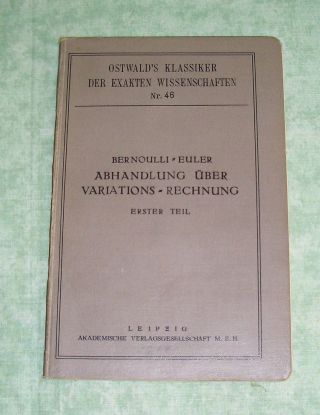 OSTWALD'S KLASSIKER
DER EXAKTEN WISSENSCHAFTEN
Nr. 46
BERNOULLI - EULER
ABHANDLUNG ÜBER
VARIATIONS - RECHNUNG
ERSTER TEIL
LEIPZIG
AKADEMISCHE VERLAGSGESELLSCHAFT M. B. H.